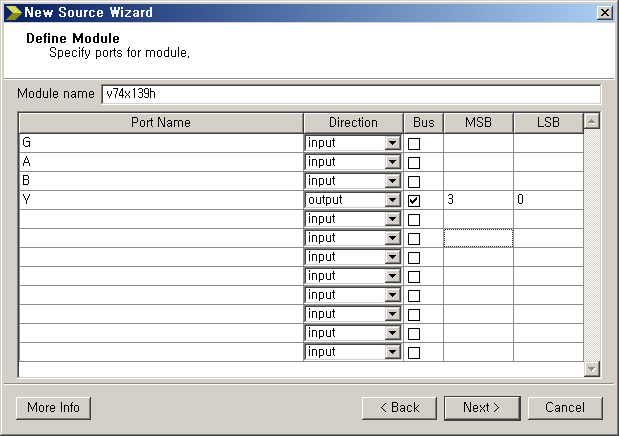 New Source Wizard
Define Module
Specify ports for module.
Module name v74x139h
Port Name Direction Bus MSB LSB
G input
A input
B input
Y output 3 0
input
input
input
input
input
input
input
input
More Info < Back Next > Cancel